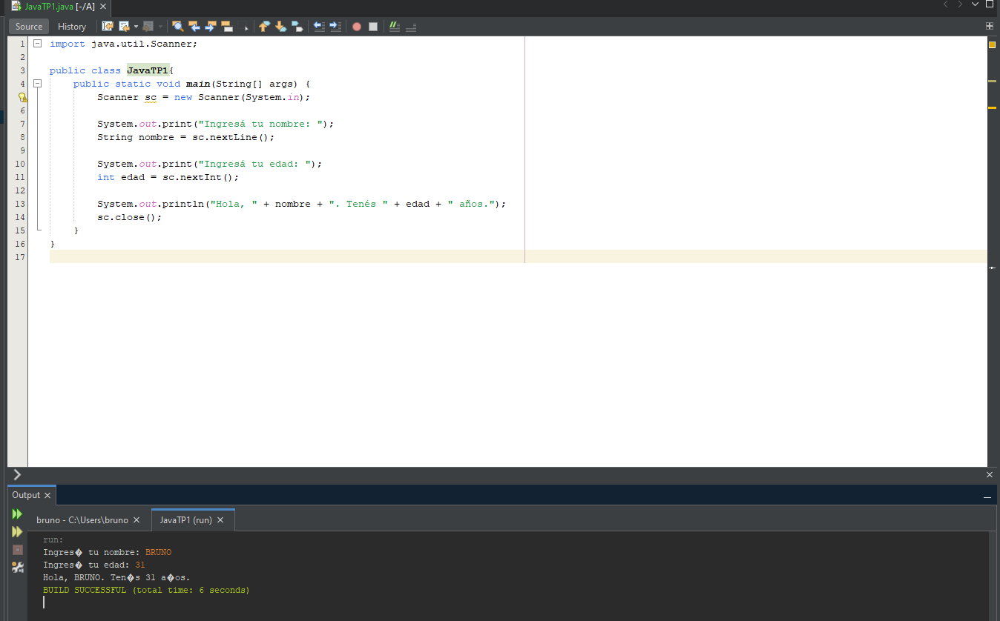 JavaTP1.java [-/A]
Source History
1 import java.util.Scanner;
2
3 public class JavaTP1{
4 public static void main(String[] args) {
Scanner sc = new Scanner(System.in);
6
7 System.out.print("Ingresá tu nombre: ");
8 String nombre = sc.nextLine();
9
10 System.out.print("Ingresá tu edad: ");
11 int edad = sc.nextInt();
12
13 System.out.println("Hola, " + nombre + ". Tenés " + edad + " años.");
14 sc.close();
15 }
16 }
17
Output
bruno - C:\Users\bruno JavaTP1 (run)
run:
Ingres� tu nombre: BRUNO
Ingres� tu edad: 31
Hola, BRUNO. Ten�s 31 a�os.
BUILD SUCCESSFUL (total time: 6 seconds)